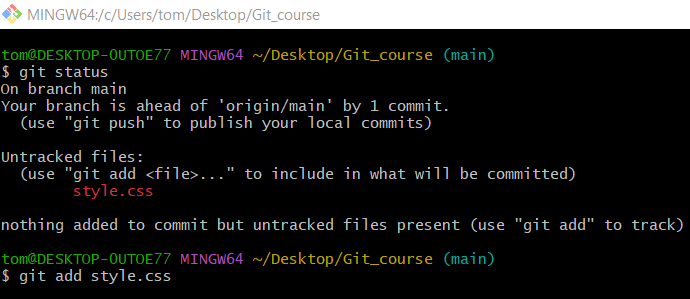 MINGW64:/c/Users/tom/Desktop/Git_course
tom@DESKTOP-OUTOE77 MINGW64 ~/Desktop/Git_course (main)
$ git status
On branch main
Your branch is ahead of 'origin/main' by 1 commit.
  (use "git push" to publish your local commits)

Untracked files:
  (use "git add <file>..." to include in what will be committed)
        style.css

nothing added to commit but untracked files present (use "git add" to track)

tom@DESKTOP-OUTOE77 MINGW64 ~/Desktop/Git_course (main)
$ git add style.css